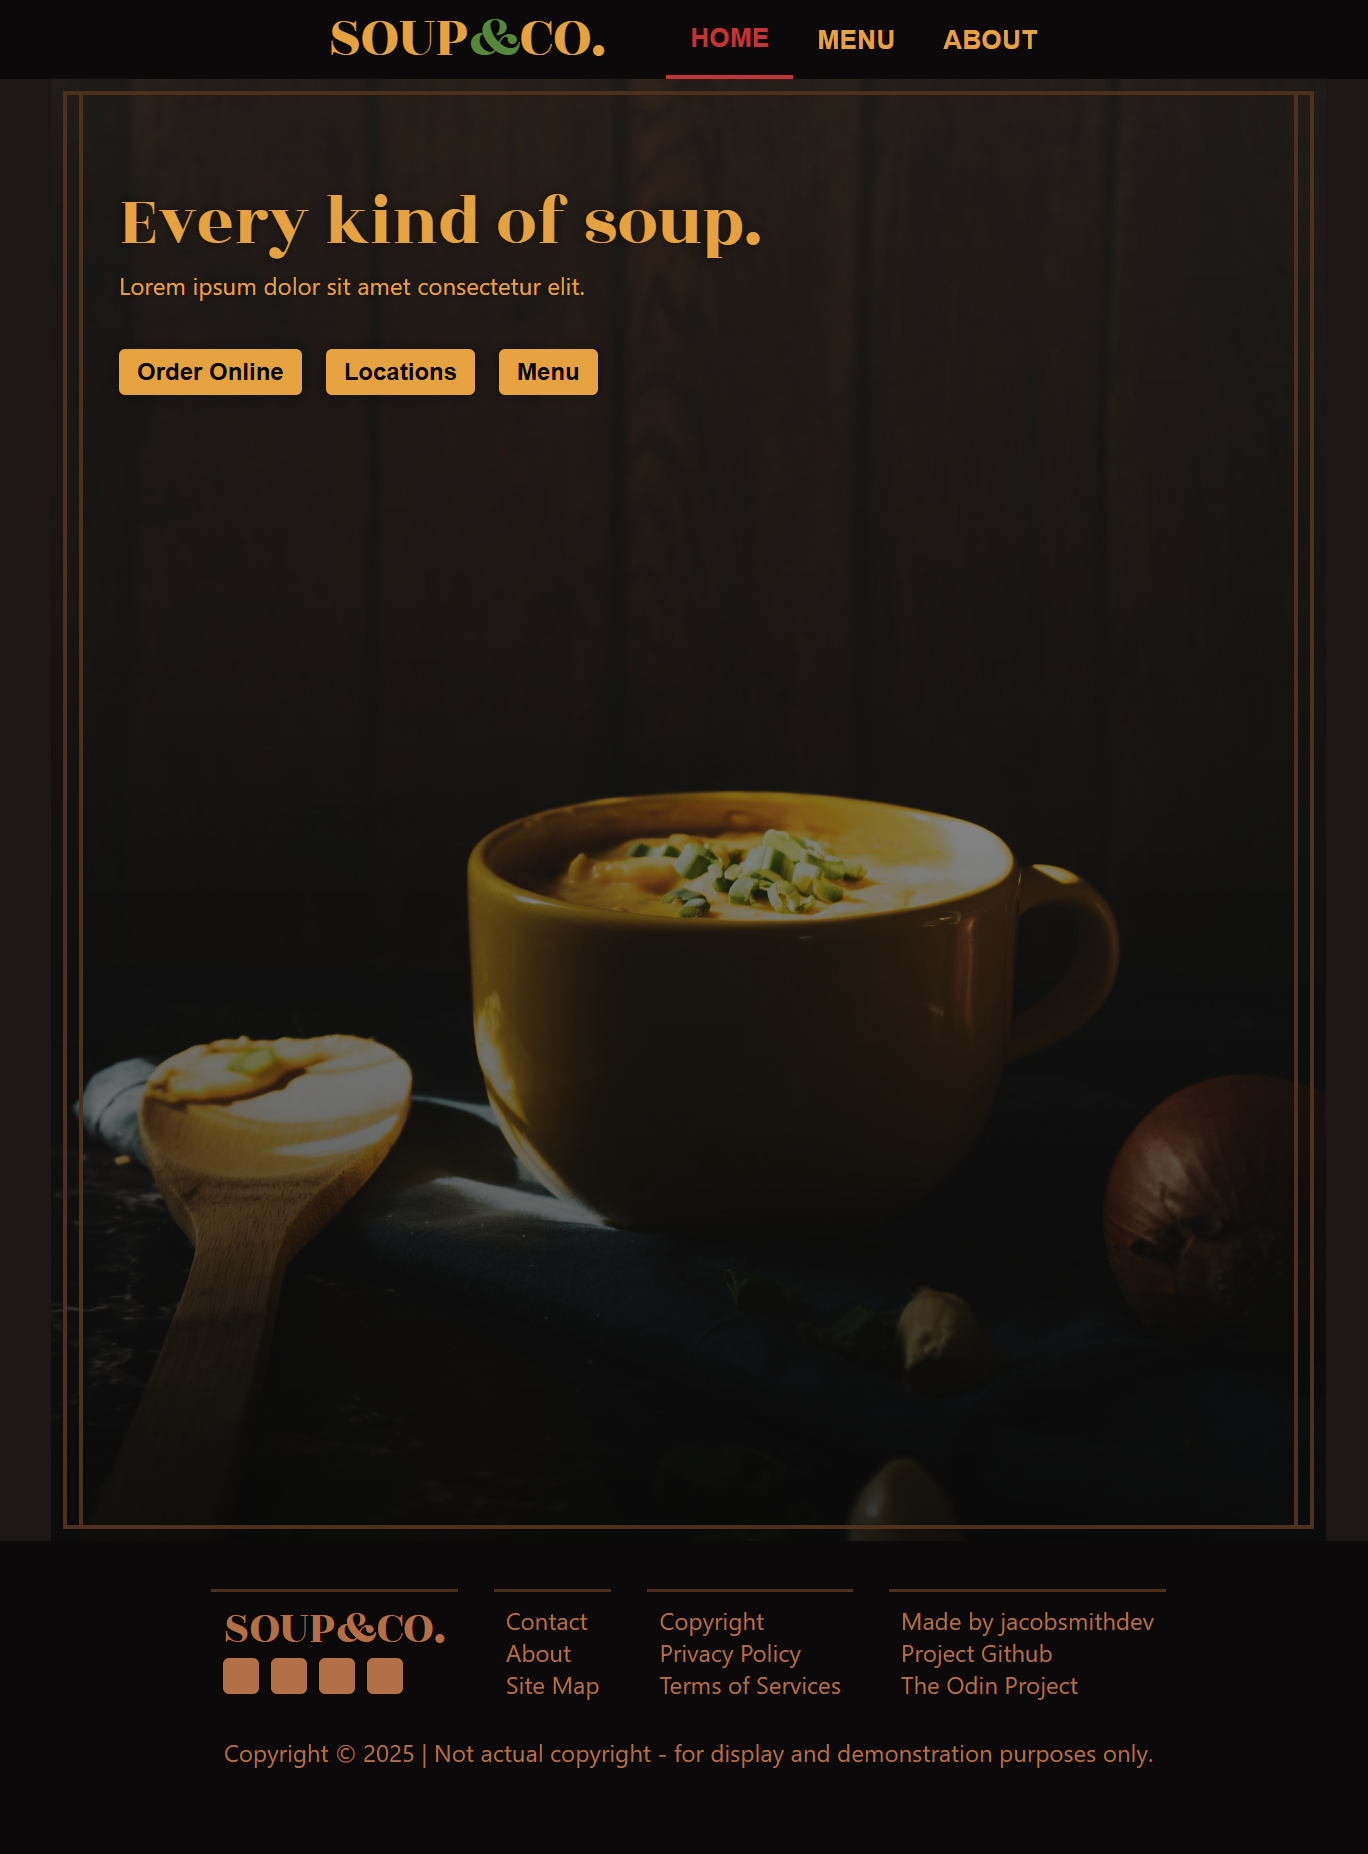 SOUP&CO. HOME MENU ABOUT
Every kind of soup.
Lorem ipsum dolor sit amet consectetur elit.
Order Online Locations Menu
SOUP&CO.
Contact
About
Site Map
Copyright
Privacy Policy
Terms of Services
Made by jacobsmithdev
Project Github
The Odin Project
Copyright © 2025 | Not actual copyright - for display and demonstration purposes only.